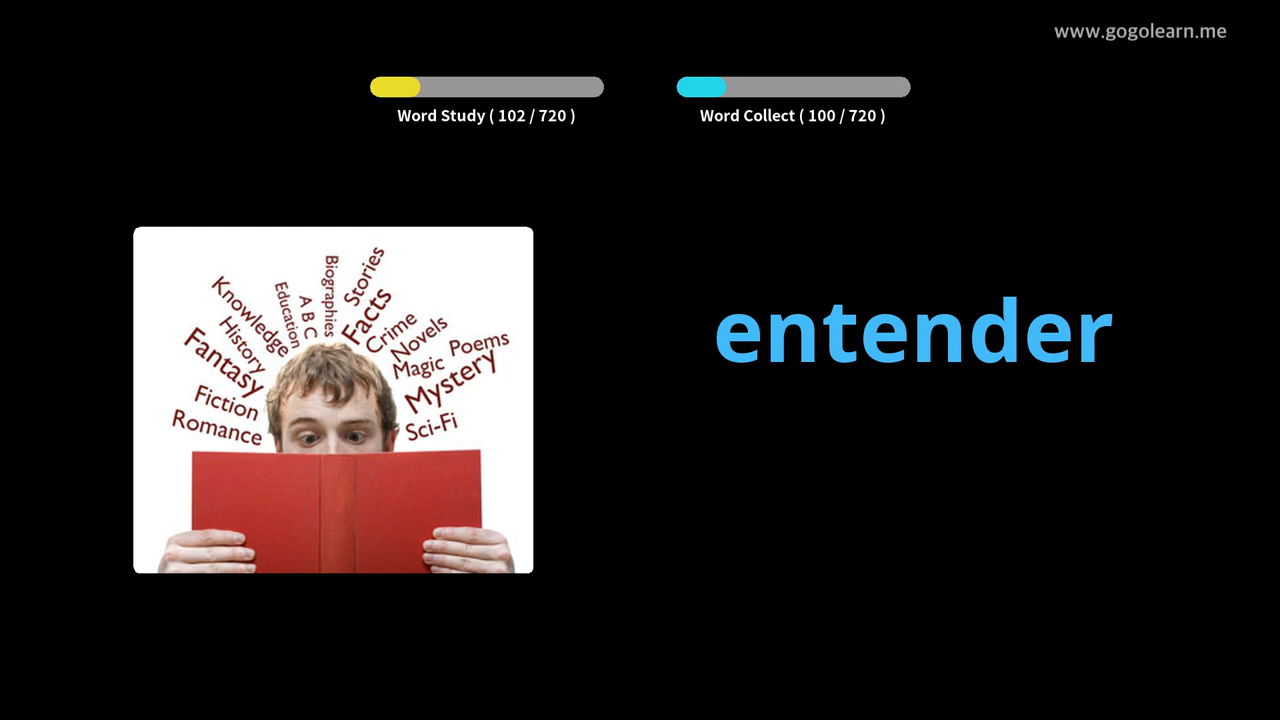 www.gogolearn.me
Word Study ( 102 / 720 )
Word Collect ( 100 / 720 )
Biographies
Stories
Education
A B C
Facts
Knowledge
Crime
History
Novels
Fantasy
Magic
Poems
Mystery
Fiction
Romance
Sci-Fi
entender